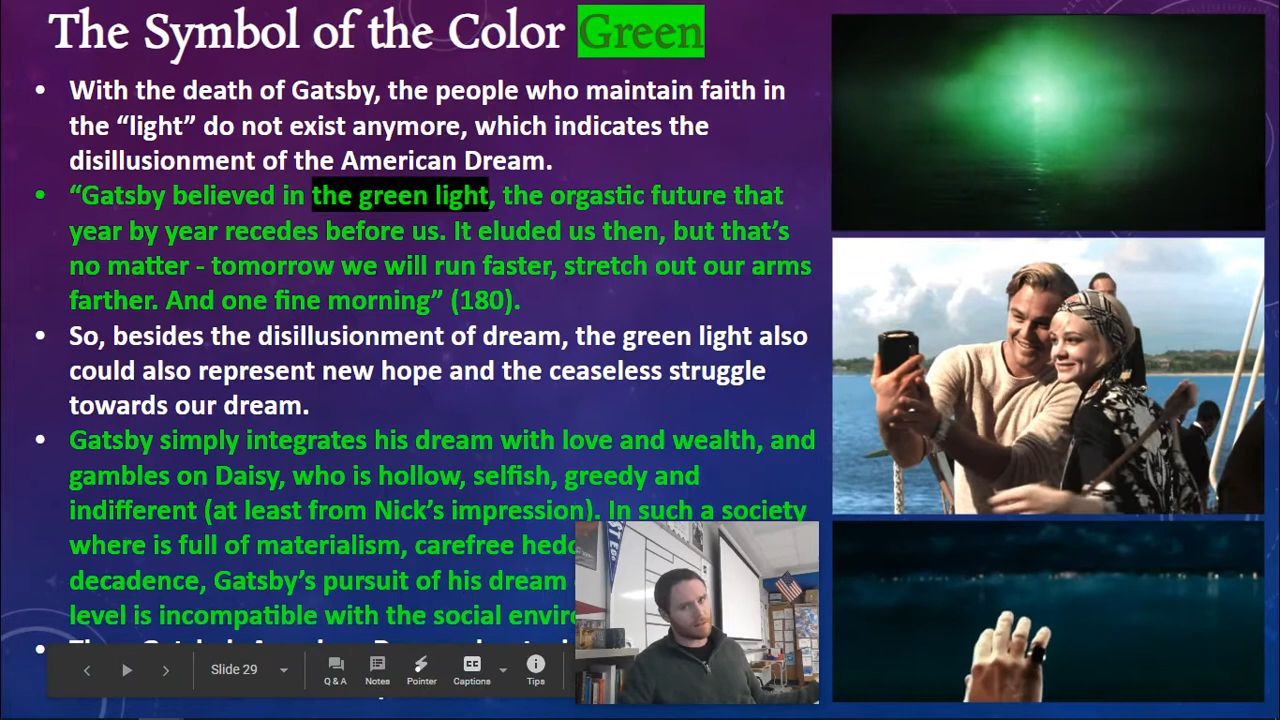 The Symbol of the Color Green
• With the death of Gatsby, the people who maintain faith in
the “light” do not exist anymore, which indicates the
disillusionment of the American Dream.
• “Gatsby believed in the green light, the orgastic future that
year by year recedes before us. It eluded us then, but that’s
no matter - tomorrow we will run faster, stretch out our arms
farther. And one fine morning” (180).
• So, besides the disillusionment of dream, the green light also
could also represent new hope and the ceaseless struggle
towards our dream.
• Gatsby simply integrates his dream with love and wealth, and
gambles on Daisy, who is hollow, selfish, greedy and
indifferent (at least from Nick’s impression). In such a society
where is full of materialism, carefree
decadence, Gatsby’s pursuit of his dream
level is incompatible with the social
Slide 29
Q & A
Notes
Pointer
Captions
Tips